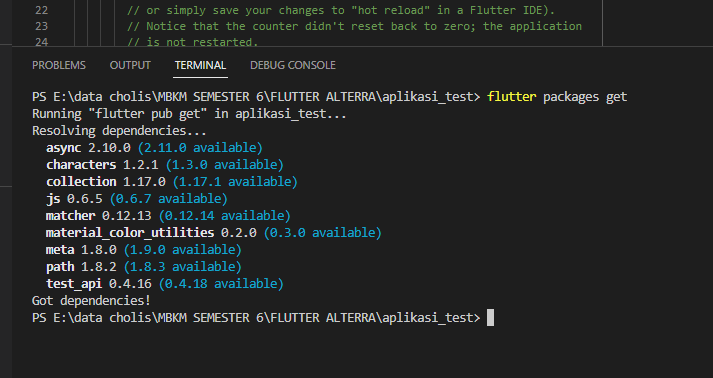 22 // or simply save your changes to "hot reload" in a Flutter IDE).
23 // Notice that the counter didn't reset back to zero; the application
24 // is not restarted.
PROBLEMS OUTPUT TERMINAL DEBUG CONSOLE
PS E:\data cholis\MBKM SEMESTER 6\FLUTTER ALTERRA\aplikasi_test> flutter packages get
Running "flutter pub get" in aplikasi_test...
Resolving dependencies...
async 2.10.0 (2.11.0 available)
characters 1.2.1 (1.3.0 available)
collection 1.17.0 (1.17.1 available)
js 0.6.5 (0.6.7 available)
matcher 0.12.13 (0.12.14 available)
material_color_utilities 0.2.0 (0.3.0 available)
meta 1.8.0 (1.9.0 available)
path 1.8.2 (1.8.3 available)
test_api 0.4.16 (0.4.18 available)
Got dependencies!
PS E:\data cholis\MBKM SEMESTER 6\FLUTTER ALTERRA\aplikasi_test>